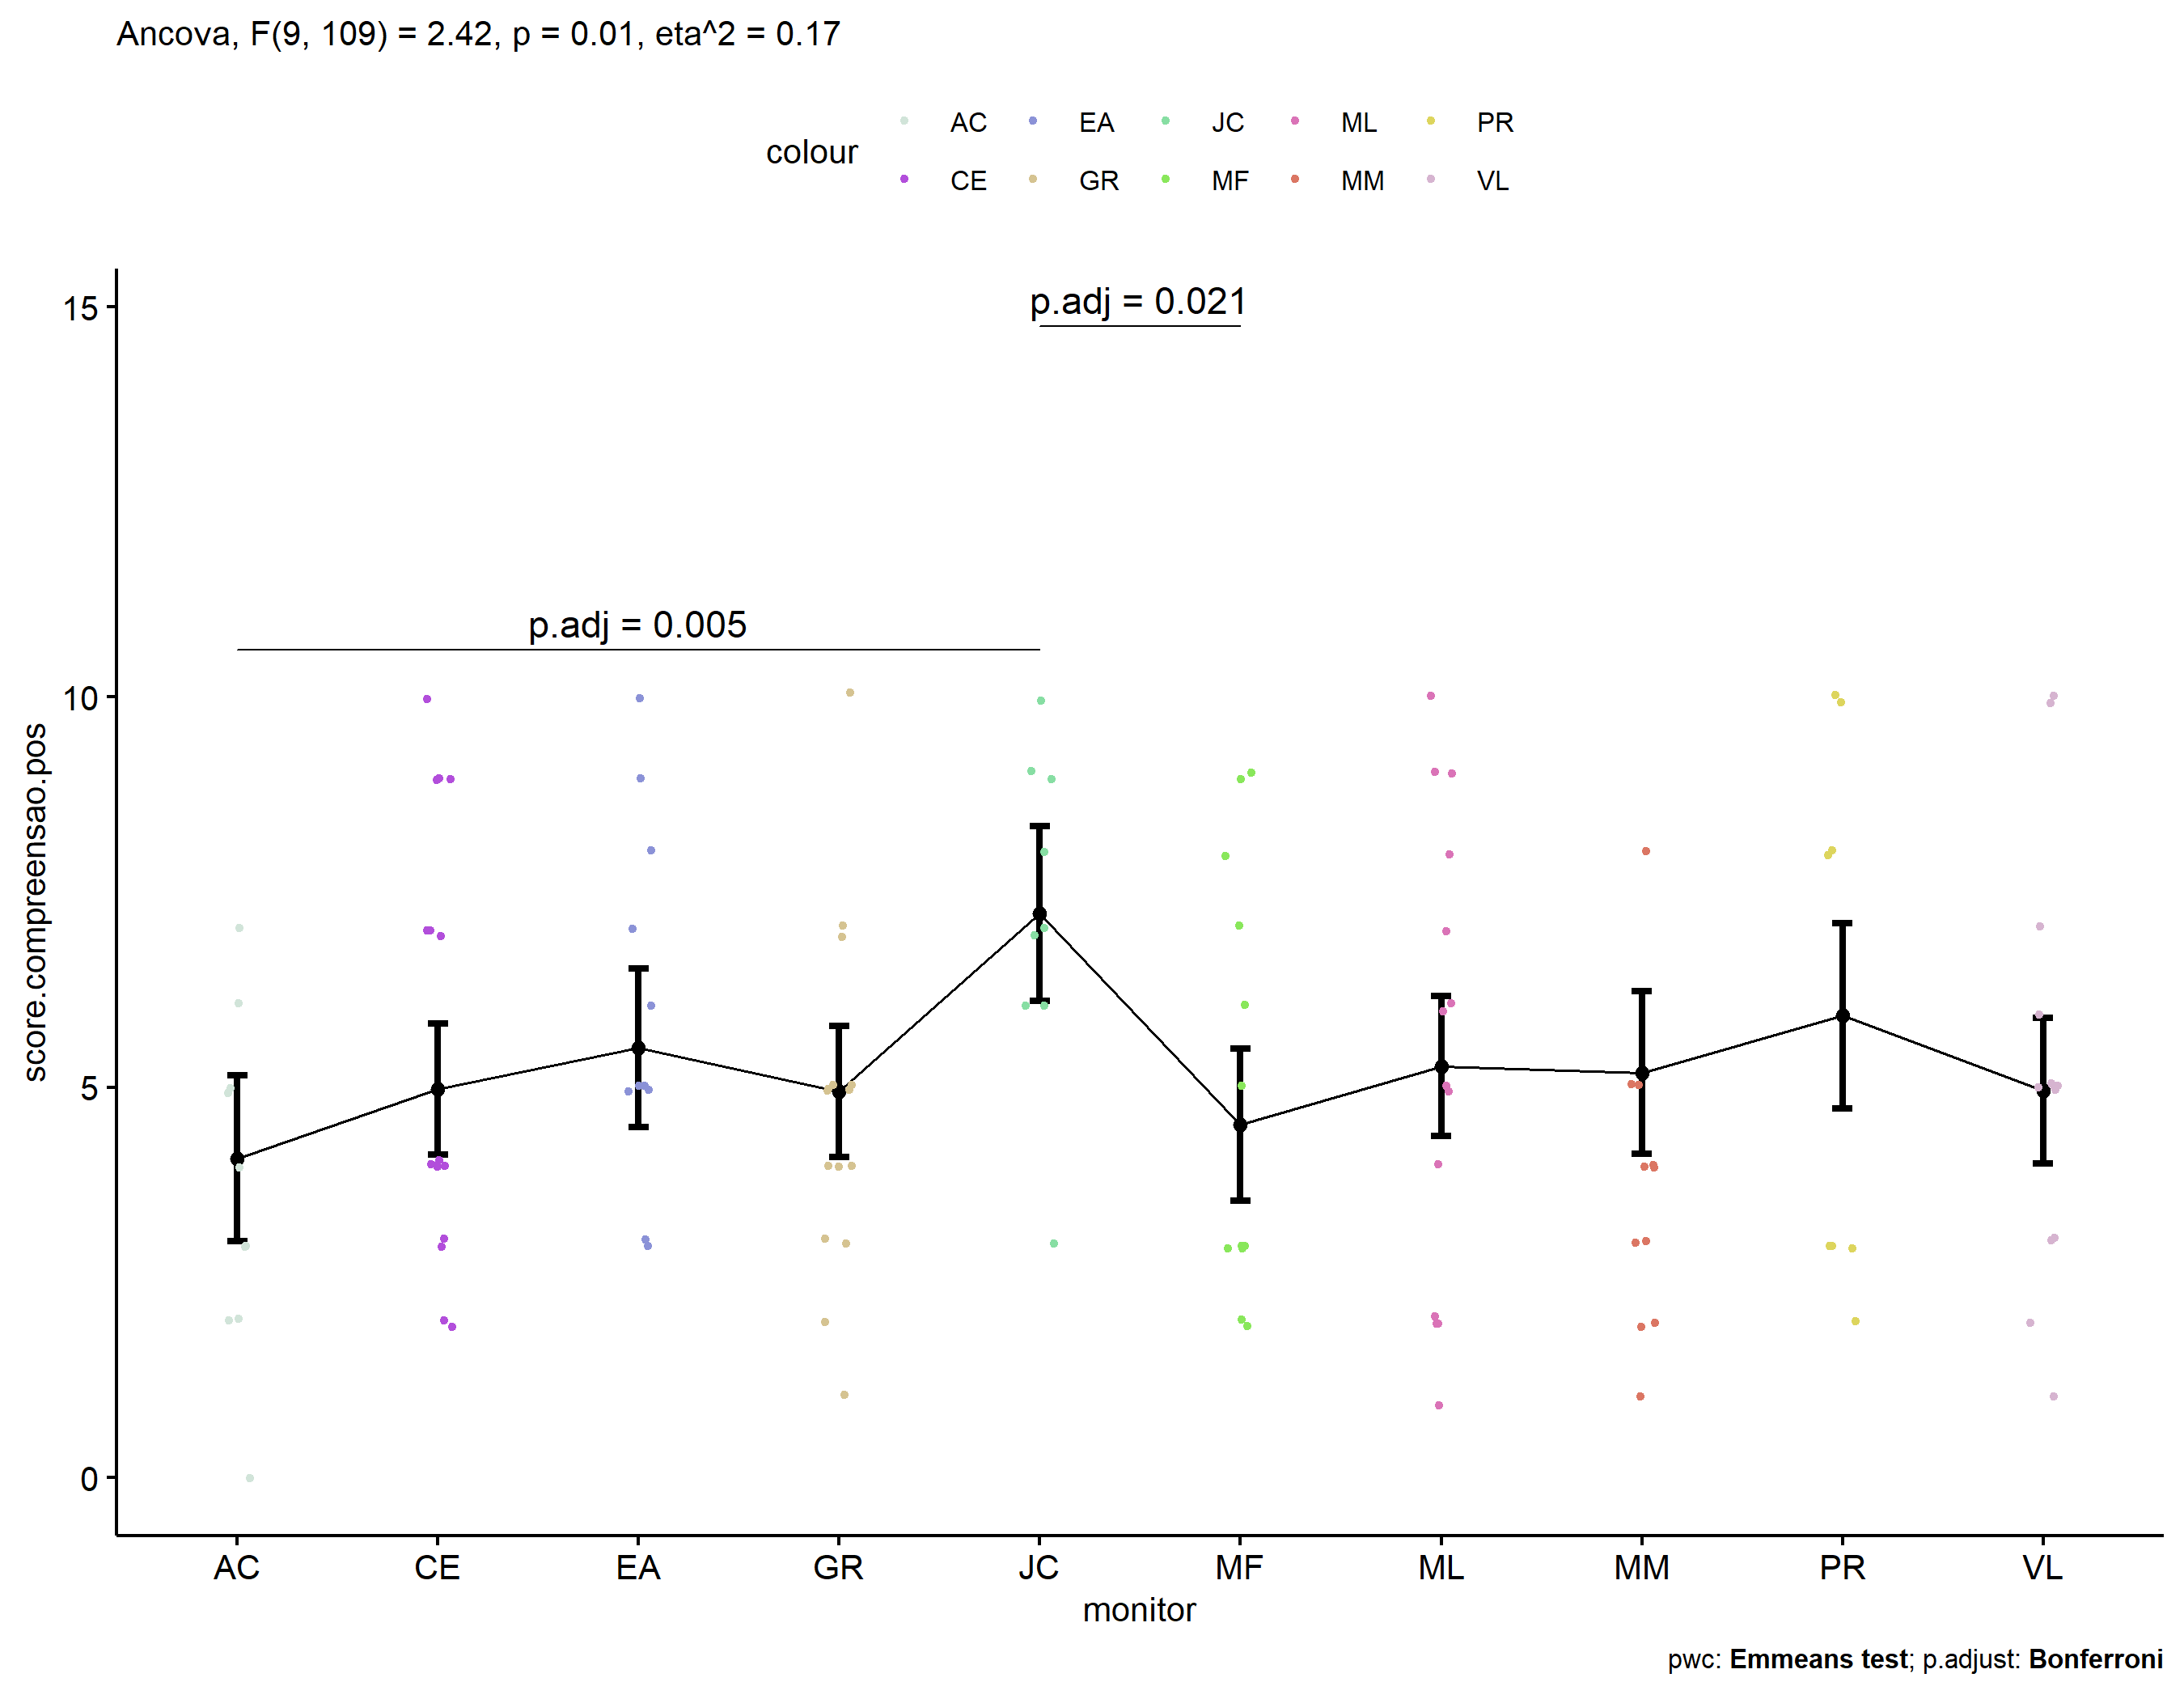 Ancova, F(9, 109) = 2.42, p = 0.01, eta^2 = 0.17
colour
AC EA JC ML PR
CE GR MF MM VL
15
p.adj = 0.021
p.adj = 0.005
10
5
0
score.compreensao.pos
AC CE EA GR JC MF ML MM PR VL
monitor
pwc: Emmeans test; p.adjust: Bonferroni